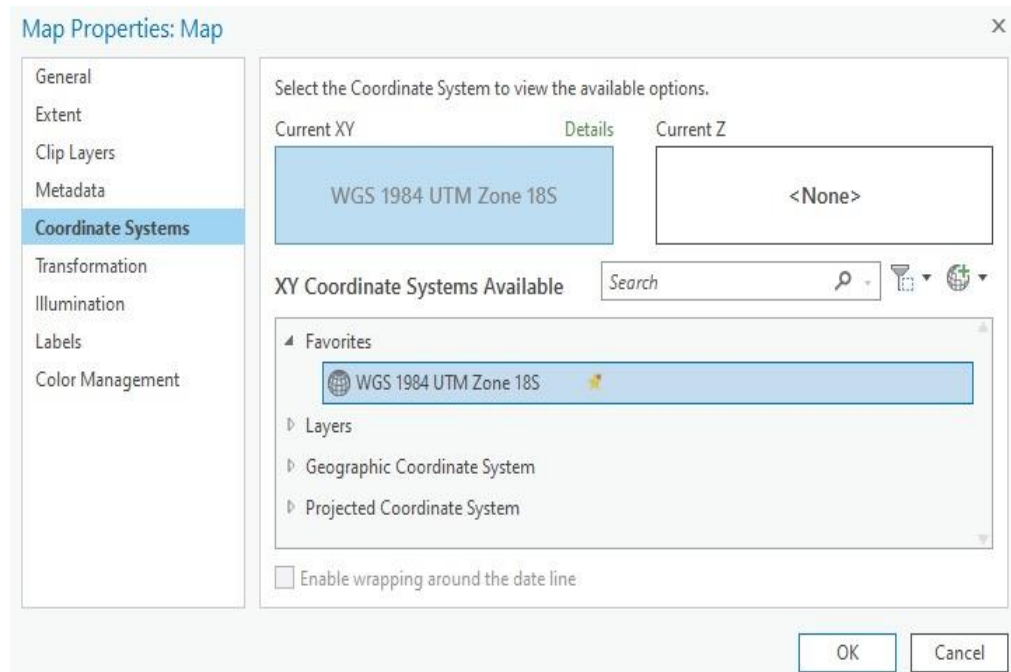 Map Properties: Map
General
Extent
Clip Layers
Metadata
Coordinate Systems
Transformation
Illumination
Labels
Color Management
Select the Coordinate System to view the available options.
Current XY Details Current Z
WGS 1984 UTM Zone 18S <None>
XY Coordinate Systems Available Search
Favorites
WGS 1984 UTM Zone 18S
Layers
Geographic Coordinate System
Projected Coordinate System
Enable wrapping around the date line
OK Cancel